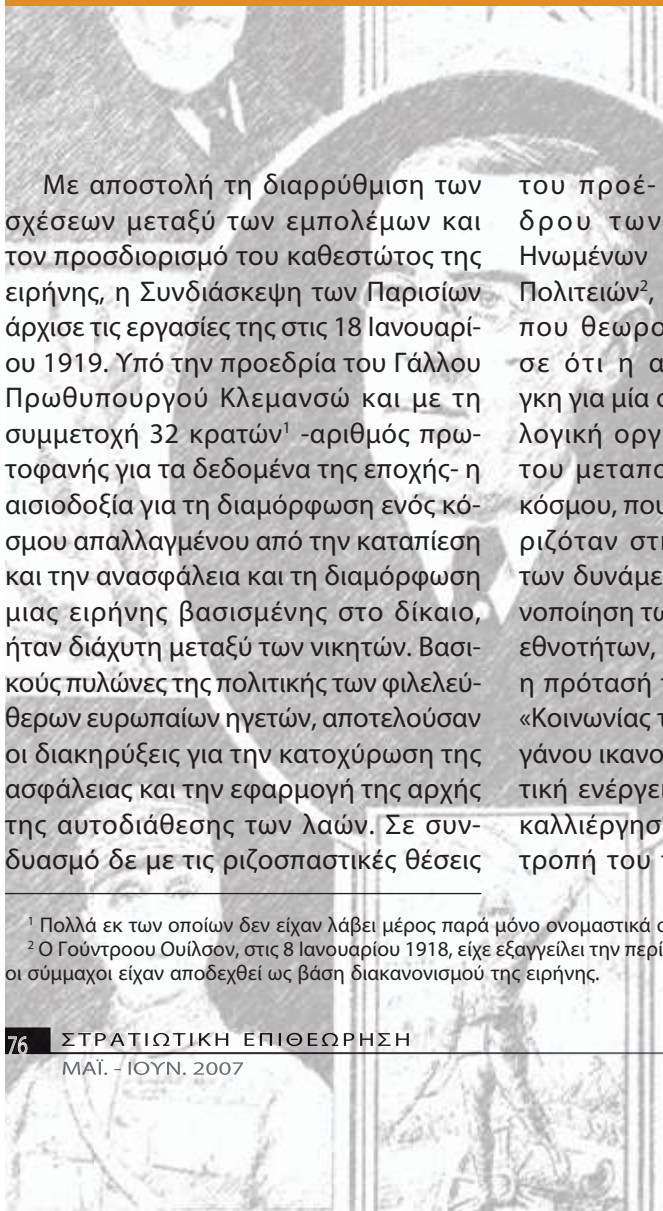 Με αποστολή τη διαρρύθμιση των
σχέσεων μεταξύ των εμπολέμων και
τον προσδιορισμό του καθεστώτος της
ειρήνης, η Συνδιάσκεψη των Παρισίων
άρχισε τις εργασίες της στις 18 Ιανουαρί-
ου 1919. Υπό την προεδρία του Γάλλου
Πρωθυπουργού Κλεμανσώ και με τη
συμμετοχή 32 κρατών¹ -αριθμός πρω-
τοφανής για τα δεδομένα της εποχής- η
αισιοδοξία για τη διαμόρφωση ενός κό-
σμου απαλλαγμένου από την καταπίεση
και την ανασφάλεια και τη διαμόρφωση
μιας ειρήνης βασισμένης στο δίκαιο,
ήταν διάχυτη μεταξύ των νικητών. Βασι-
κούς πυλώνες της πολιτικής των φιλελεύ-
θερων ευρωπαίων ηγετών, αποτελούσαν
οι διακηρύξεις για την κατοχύρωση της
ασφάλειας και την εφαρμογή της αρχής
της αυτοδιάθεσης των λαών. Σε συν-
δυασμό δε με τις ριζοσπαστικές θέσεις
του προέ-
δρου των
Ηνωμένων
Πολιτειών²,
που θεωρο
σε ότι η α
γκη για μία
λογική οργ
του μεταπο
κόσμου, που
ριζόταν στη
των δυνάμε
νοποίηση τω
εθνοτήτων,
η πρότασή
«Κοινωνίας τ
γάνου ικανο
τική ενέργει
καλλιέργησ
τροπή του
¹ Πολλά εκ των οποίων δεν είχαν λάβει μέρος παρά μόνο ονομαστικά
² Ο Γούντροου Ουίλσον, στις 8 Ιανουαρίου 1918, είχε εξαγγείλει την περί
οι σύμμαχοι είχαν αποδεχθεί ως βάση διακανονισμού της ειρήνης.
76 ΣΤΡΑΤΙΩΤΙΚΗ ΕΠΙΘΕΩΡΗΣΗ
ΜΑΪ. - ΙΟΥΝ. 2007